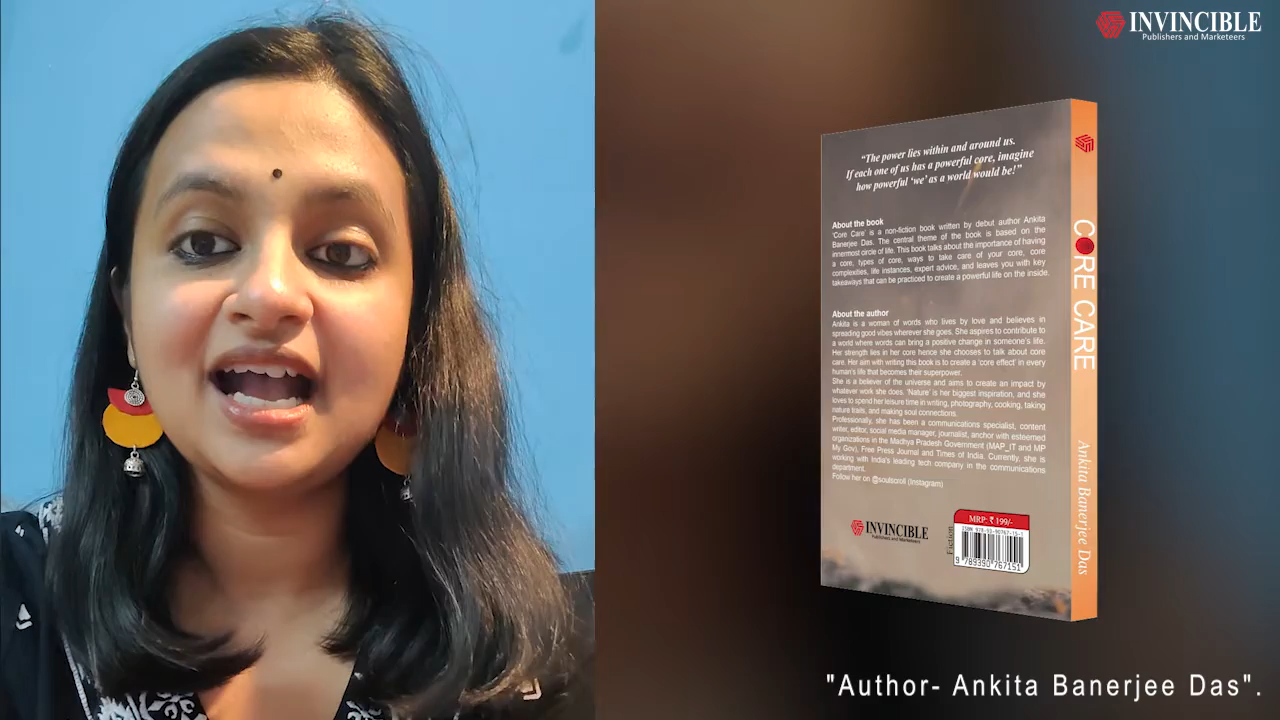 INVINCIBLE
Publishers and Marketeers
“The power lies within and around us.
If each one of us has a powerful core, imagine
how powerful ‘we’ as a world would be!”
About the book
‘Core Care’ is a non-fiction book written by debut author Ankita
Banerjee Das. The central theme of the book is based on the
innermost circle of life. This book talks about the importance of having
a core, types of core, ways to take care of your core, core
complexities, life instances, expert advice, and leaves you with key
takeaways that can be practiced to create a powerful life on the inside.
About the author
Ankita is a woman of words who lives by love and believes in
spreading good vibes wherever she goes. She aspires to contribute to
a world where words can bring a positive change in someone's life.
Her strength lies in her core hence she chooses to talk about core
care. Her aim with writing this book is to create a 'core effect' in every
human's life that becomes their superpower.
She is a believer of the universe and aims to create an impact by
whatever work she does. 'Nature' is her biggest inspiration, and she
loves to spend her leisure time in writing, photography, cooking, taking
nature trails, and making soul connections.
Professionally, she has been a communications specialist, content
writer, editor, social media manager, journalist, anchor with esteemed
organizations in the Madhya Pradesh Government (MAP_IT and MP
My Gov), Free Press Journal and Times of India. Currently, she is
working with India's leading tech company in the communications
department.
Follow her on @soulscroll (Instagram)
INVINCIBLE
Publishers and Marketeers
Fiction
MRP: ₹ 199/-
ISBN 978-93-90767-15-1
9 789390 767151
CORE CARE
Ankita Banerjee Das
"Author- Ankita Banerjee Das".